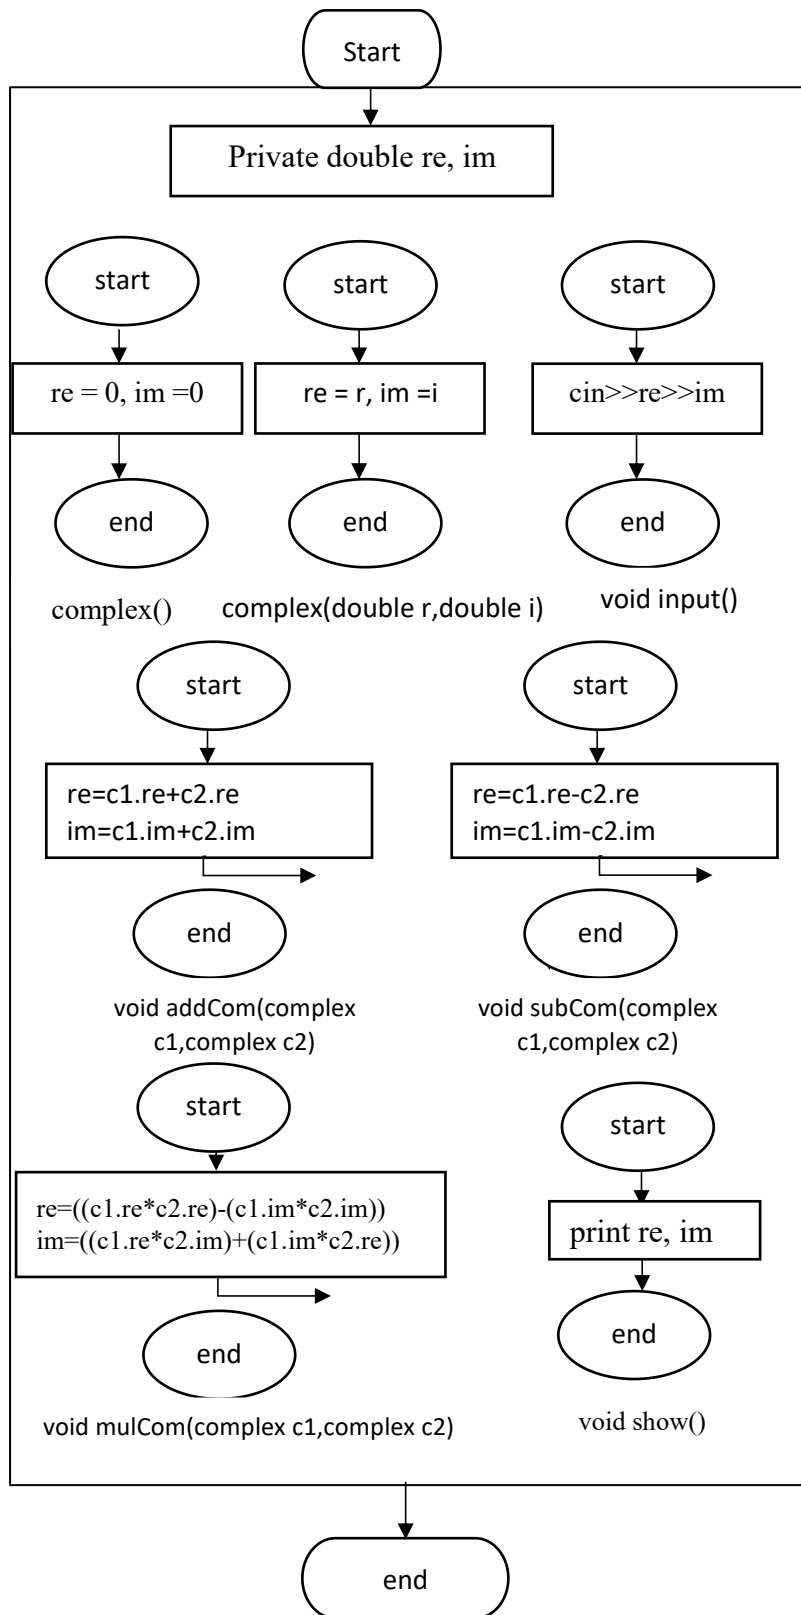 Start
Private double re, im
start
start
start
re = 0, im =0
re = r, im =i
cin>>re>>im
end
end
end
complex()
complex(double r,double i)
void input()
start
start
re=c1.re+c2.re
im=c1.im+c2.im
re=c1.re-c2.re
im=c1.im-c2.im
end
end
void addCom(complex
c1,complex c2)
void subCom(complex
c1,complex c2)
start
start
re=((c1.re*c2.re)-(c1.im*c2.im))
im=((c1.re*c2.im)+(c1.im*c2.re))
print re, im
end
end
void mulCom(complex c1,complex c2)
void show()
end